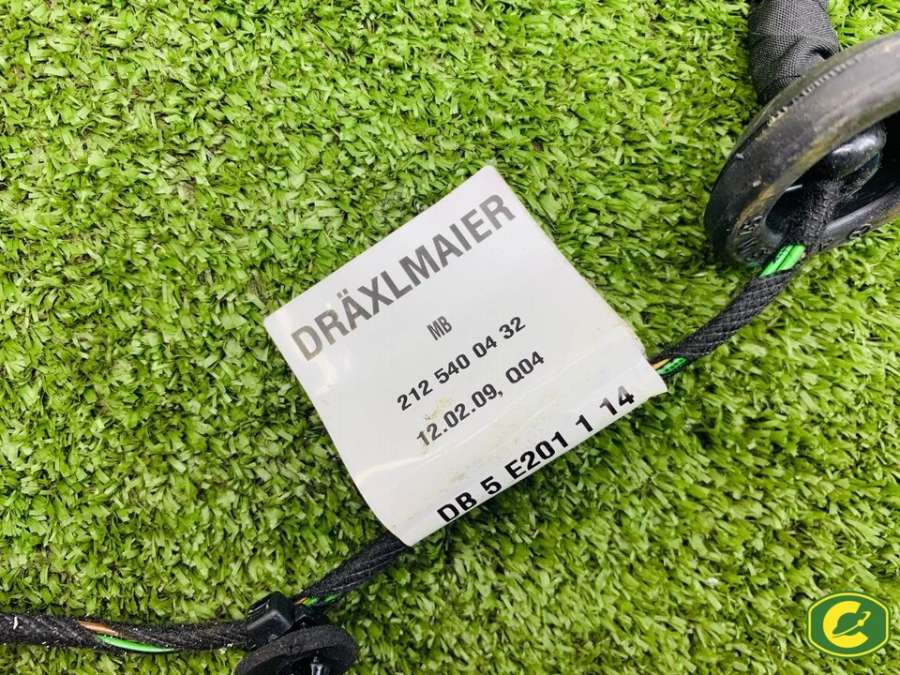 DRÄXLMAIER
MB
212 540 04 32
12.02.09, Q04
DB 5 E201 1 14